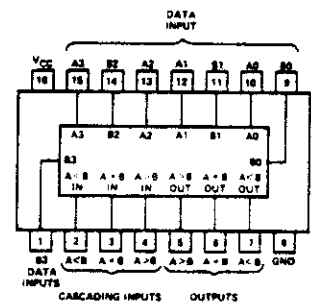 DATA
INPUT
VCC A3 B2 A2 A1 B1 A0 B0
16 15 14 13 12 11 10 9
A3 B2 A2 A1 B1 A0
B3 B0
A<B A=B A>B A>B A=B A<B
IN IN IN OUT OUT OUT
1 2 3 4 5 6 7 8
B3 A<B A=B A>B A>B A=B A<B GND
DATA
INPUTS
CASCADING INPUTS OUTPUTS